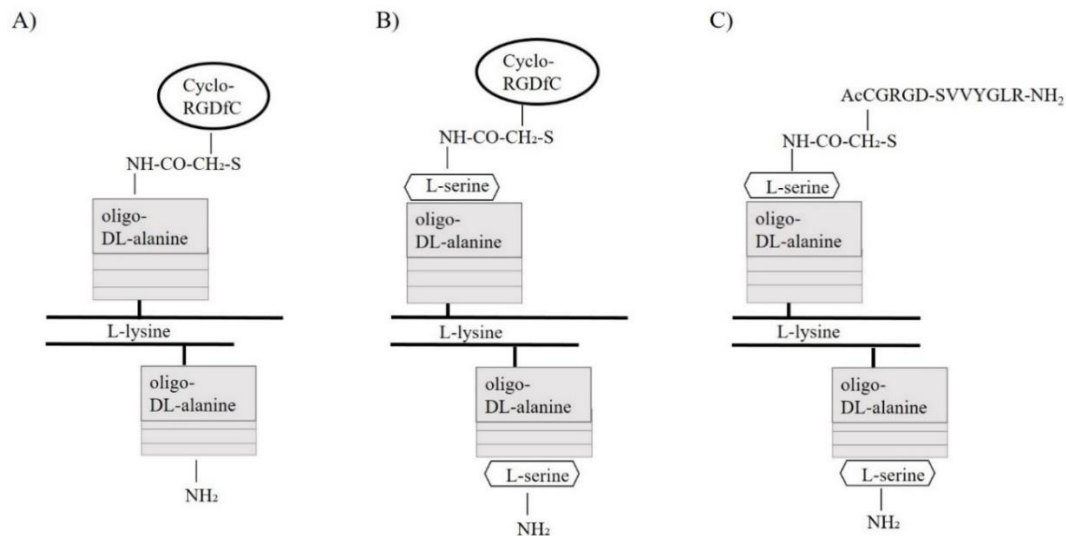 A)
Cyclo-
RGDfC
NH-CO-CH₂-S
oligo-
DL-alanine
L-lysine
oligo-
DL-alanine
NH₂
B)
Cyclo-
RGDfC
NH-CO-CH₂-S
L-serine
oligo-
DL-alanine
L-lysine
oligo-
DL-alanine
L-serine
NH₂
C)
AcCGRGD-SVVYGLR-NH₂
NH-CO-CH₂-S
L-serine
oligo-
DL-alanine
L-lysine
oligo-
DL-alanine
L-serine
NH₂